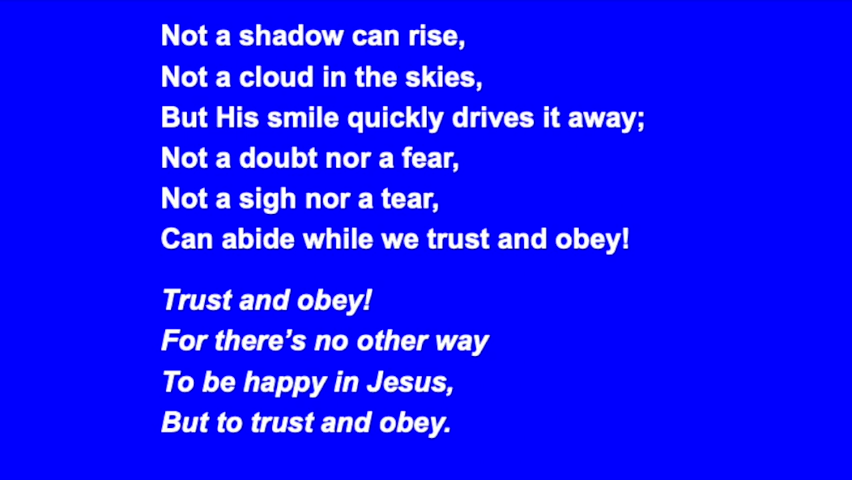 Not a shadow can rise,
Not a cloud in the skies,
But His smile quickly drives it away;
Not a doubt nor a fear,
Not a sigh nor a tear,
Can abide while we trust and obey!
Trust and obey!
For there’s no other way
To be happy in Jesus,
But to trust and obey.